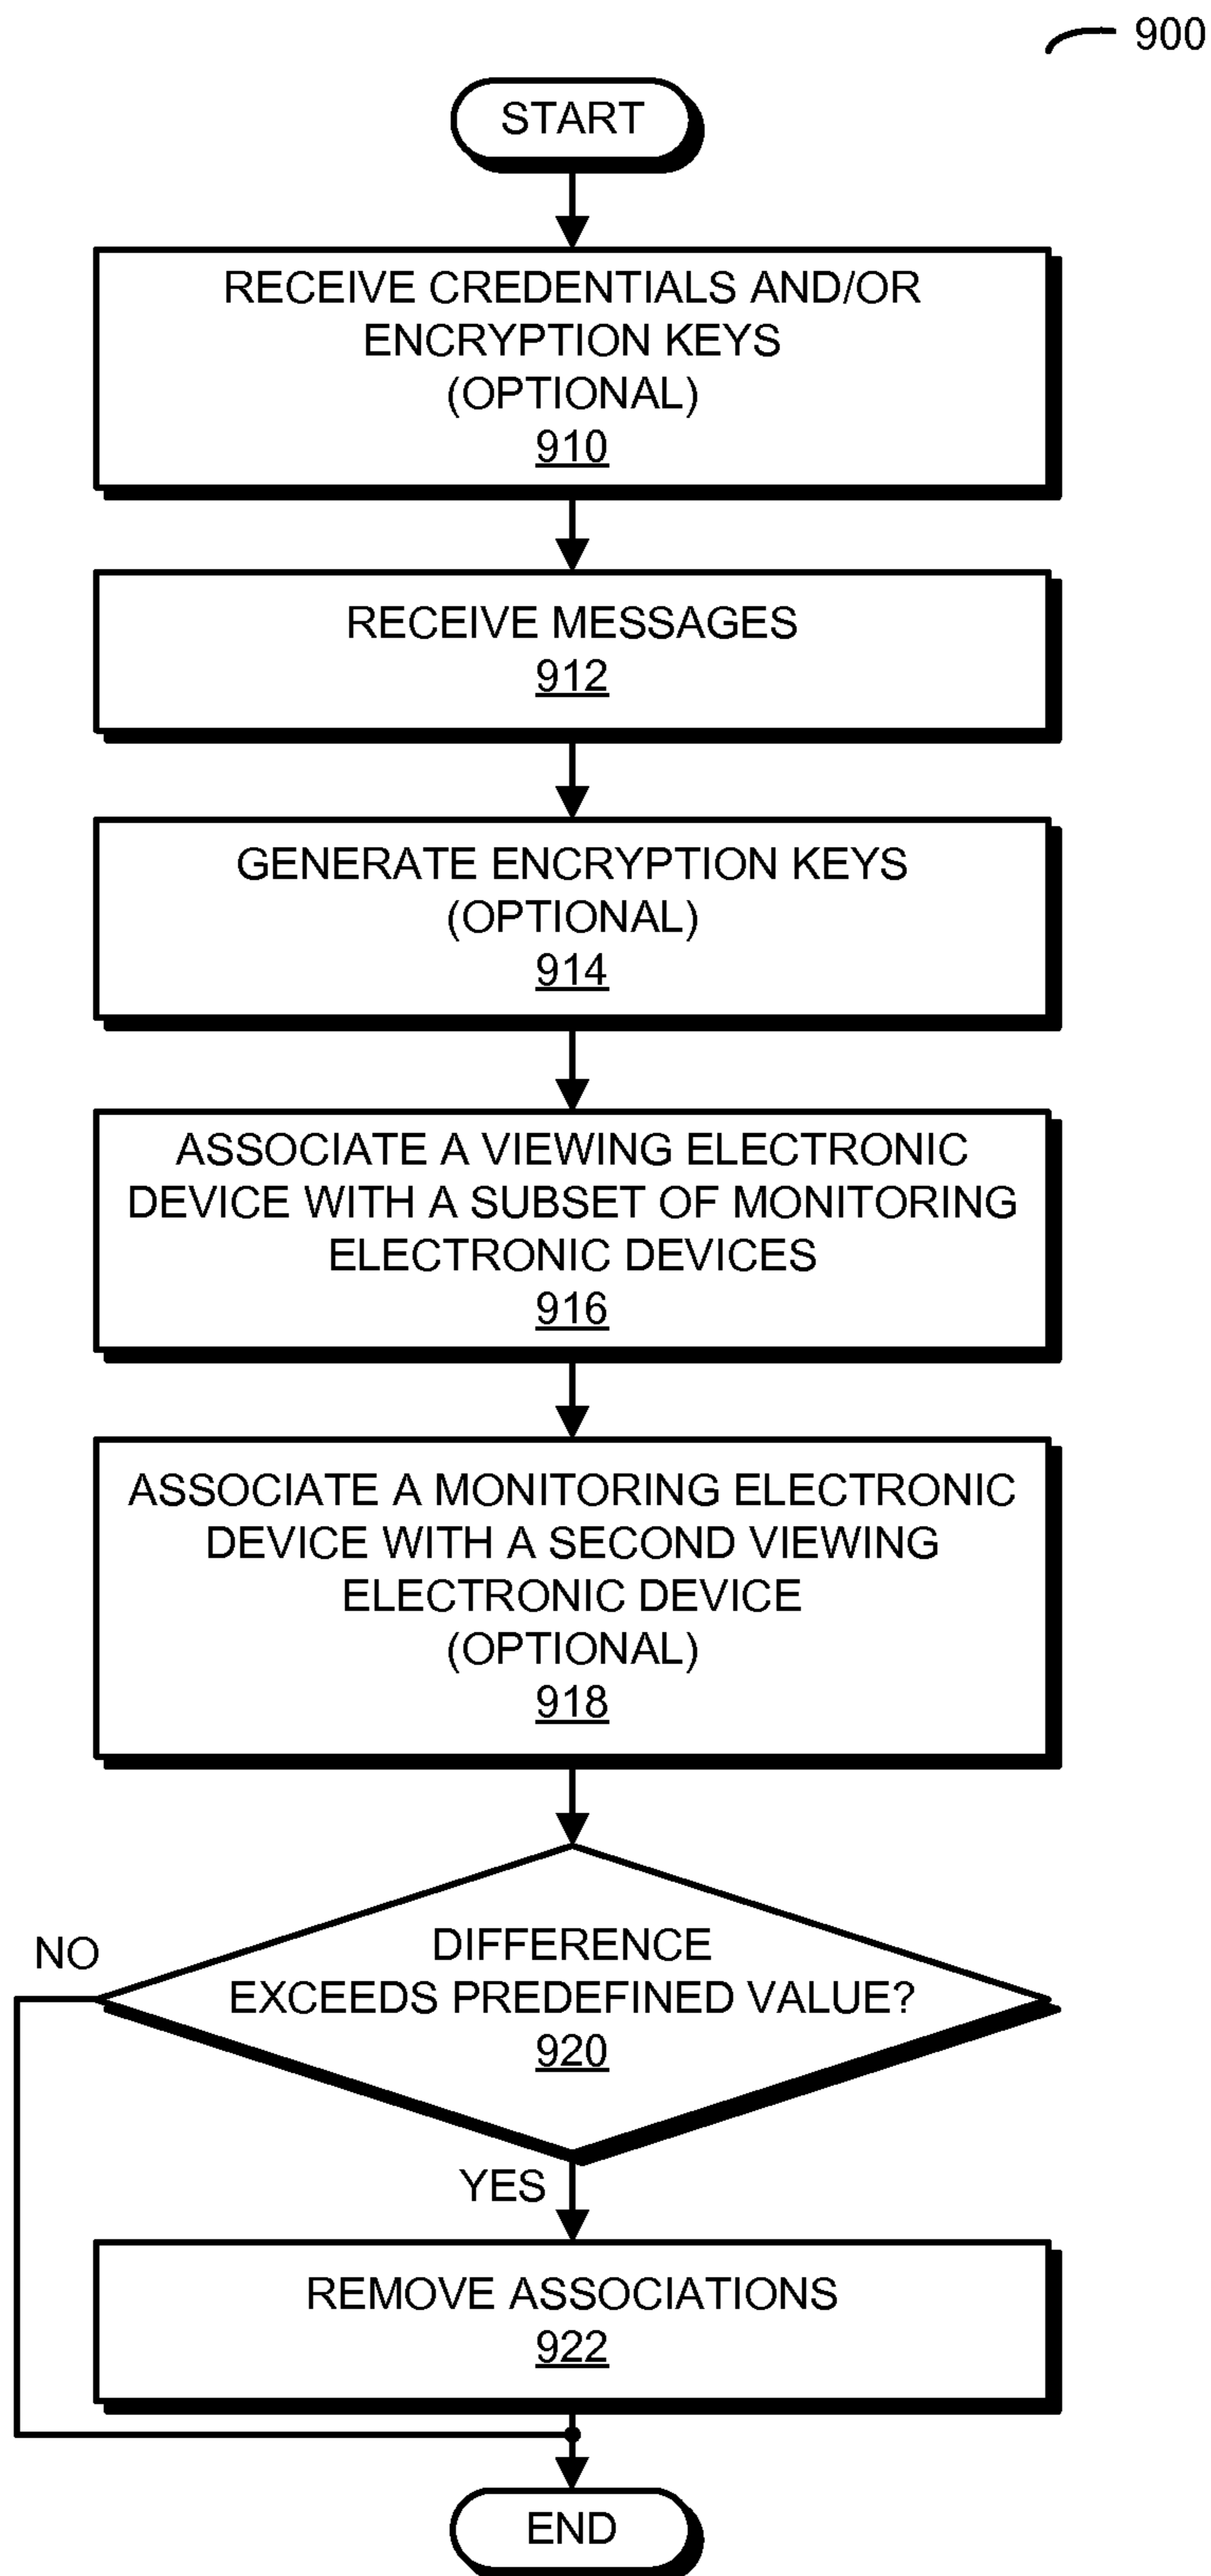 900
START
RECEIVE CREDENTIALS AND/OR
ENCRYPTION KEYS
(OPTIONAL)
910
RECEIVE MESSAGES
912
GENERATE ENCRYPTION KEYS
(OPTIONAL)
914
ASSOCIATE A VIEWING ELECTRONIC
DEVICE WITH A SUBSET OF MONITORING
ELECTRONIC DEVICES
916
ASSOCIATE A MONITORING ELECTRONIC
DEVICE WITH A SECOND VIEWING
ELECTRONIC DEVICE
(OPTIONAL)
918
NO
DIFFERENCE
EXCEEDS PREDEFINED VALUE?
920
YES
REMOVE ASSOCIATIONS
922
END